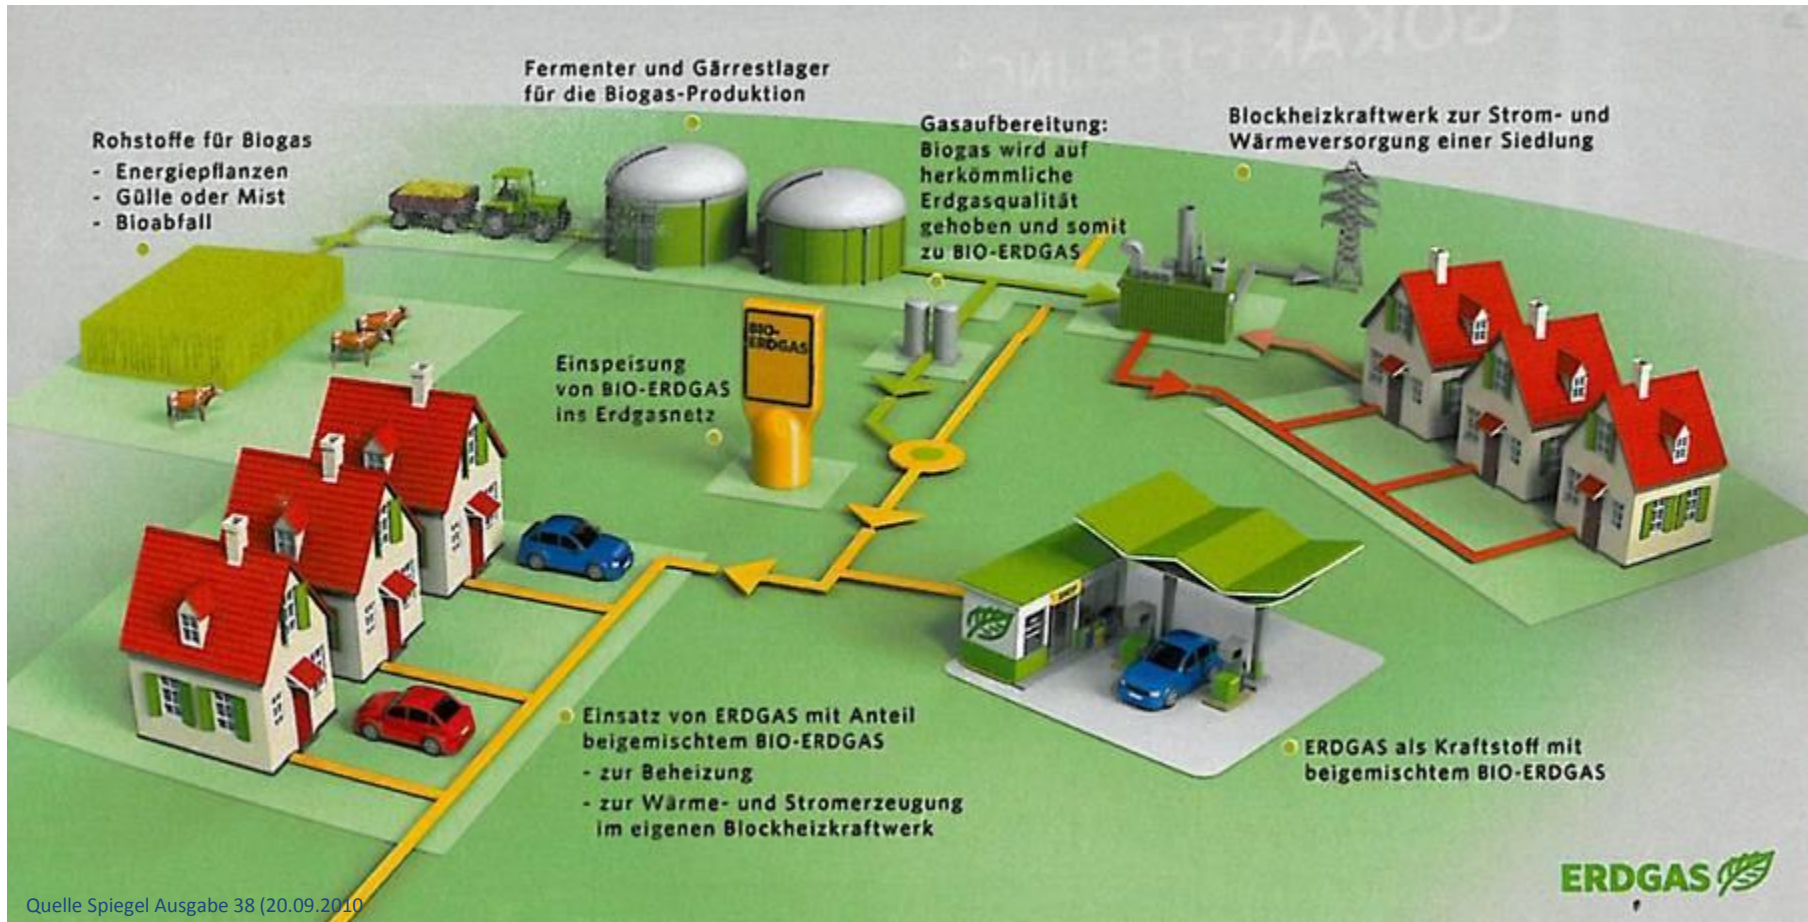 Fermenter und Gärrestlager
für die Biogas-Produktion
Rohstoffe für Biogas
- Energiepflanzen
- Gülle oder Mist
- Bioabfall
Gasaufbereitung:
Biogas wird auf
herkömmliche
Erdgasqualität
gehoben und somit
zu BIO-ERDGAS
Blockheizkraftwerk zur Strom- und
Wärmeversorgung einer Siedlung
BIO-
ERDGAS
Einspeisung
von BIO-ERDGAS
ins Erdgasnetz
Einsatz von ERDGAS mit Anteil
beigemischtem BIO-ERDGAS
- zur Beheizung
- zur Wärme- und Stromerzeugung
im eigenen Blockheizkraftwerk
ERDGAS als Kraftstoff mit
beigemischtem BIO-ERDGAS
ERDGAS
Quelle Spiegel Ausgabe 38 (20.09.2010